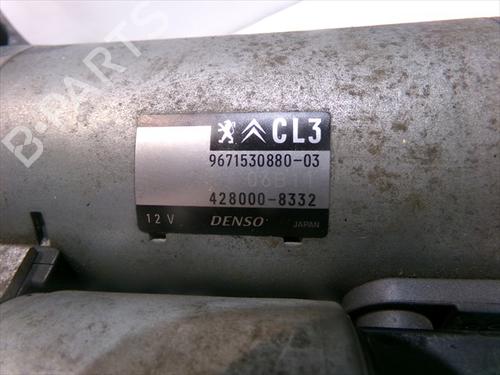 B-PARTS
CL3
9671530880-03
428000-8332
12 V DENSO JAPAN